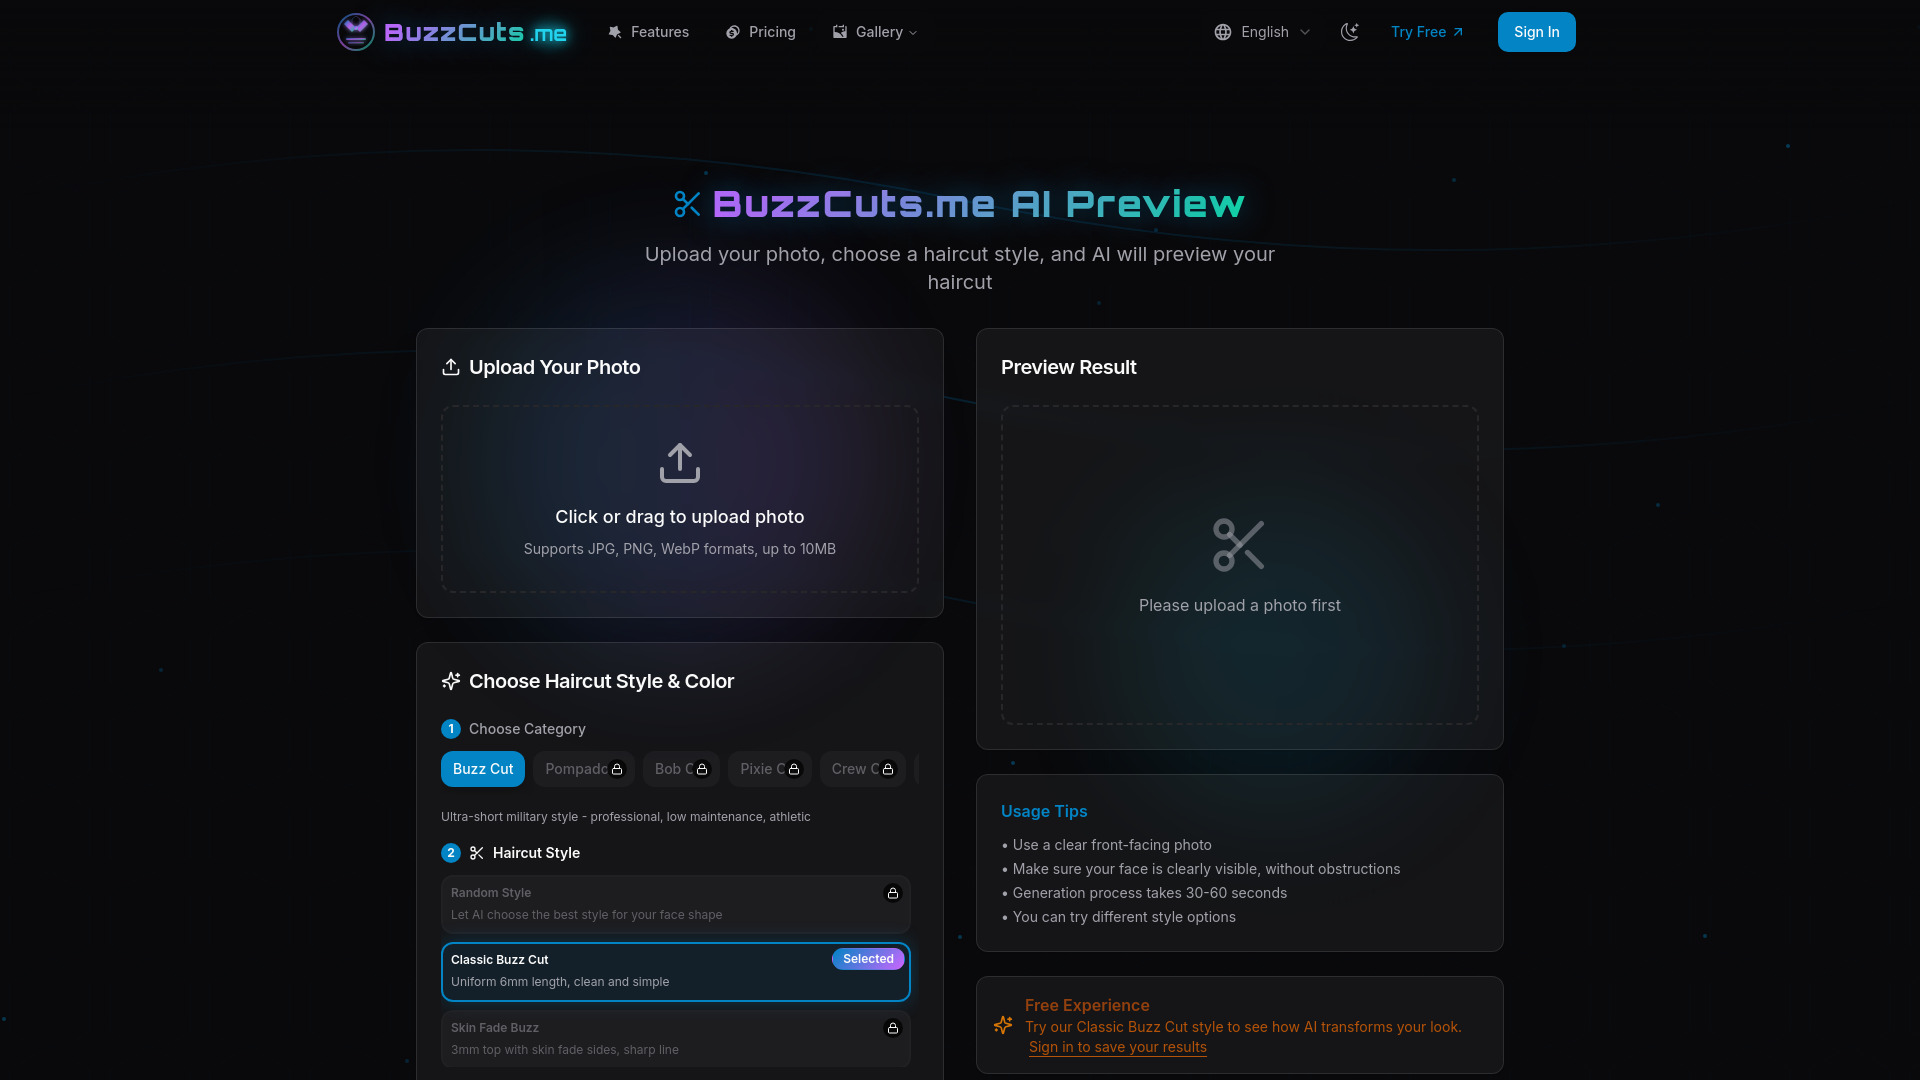 BuzzCuts.me
Features
Pricing
Gallery
English
Try Free
Sign In
BuzzCuts.me AI Preview
Upload your photo, choose a haircut style, and AI will preview your
haircut
Upload Your Photo
Click or drag to upload photo
Supports JPG, PNG, WebP formats, up to 10MB
Choose Haircut Style & Color
1 Choose Category
Buzz Cut
Pompado
Bob C
Pixie C
Crew C
Ultra-short military style - professional, low maintenance, athletic
2 Haircut Style
Random Style
Let AI choose the best style for your face shape
Classic Buzz Cut
Selected
Uniform 6mm length, clean and simple
Skin Fade Buzz
3mm top with skin fade sides, sharp line
Preview Result
Please upload a photo first
Usage Tips
• Use a clear front-facing photo
• Make sure your face is clearly visible, without obstructions
• Generation process takes 30-60 seconds
• You can try different style options
Free Experience
Try our Classic Buzz Cut style to see how AI transforms your look.
Sign in to save your results